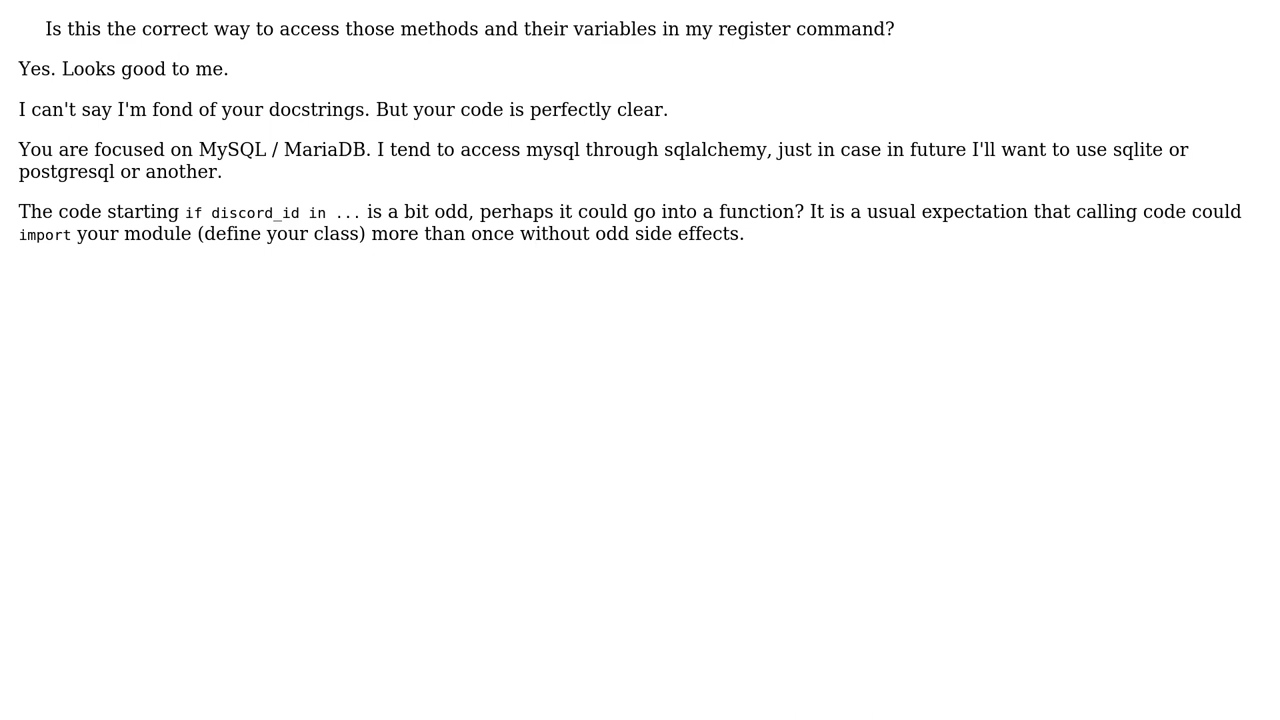 Is this the correct way to access those methods and their variables in my register command?
Yes. Looks good to me.
I can't say I'm fond of your docstrings. But your code is perfectly clear.
You are focused on MySQL / MariaDB. I tend to access mysql through sqlalchemy, just in case in future I'll want to use sqlite or
postgresql or another.
The code starting if discord_id in ... is a bit odd, perhaps it could go into a function? It is a usual expectation that calling code could
import your module (define your class) more than once without odd side effects.